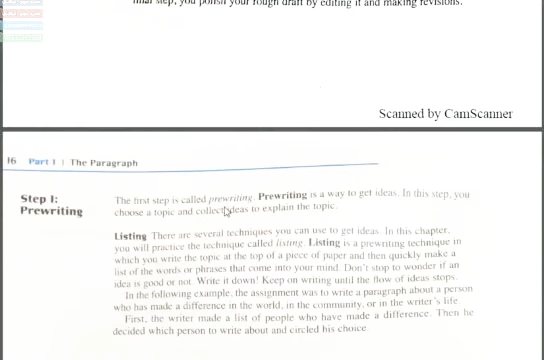 final step, you polish your rough draft by editing it and making revisions.
Scanned by CamScanner
16 Part 1 | The Paragraph
Step 1:
Prewriting
The first step is called prewriting. Prewriting is a way to get ideas. In this step, you
choose a topic and collect ideas to explain the topic.
Listing There are several techniques you can use to get ideas. In this chapter,
you will practice the technique called listing. Listing is a prewriting technique in
which you write the topic at the top of a piece of paper and then quickly make a
list of the words or phrases that come into your mind. Don't stop to wonder if an
idea is good or not. Write it down! Keep on writing until the flow of ideas stops.
In the following example, the assignment was to write a paragraph about a person
who has made a difference in the world, in the community, or in the writer's life.
First, the writer made a list of people who have made a difference. Then he
decided which person to write about and circled his choice.